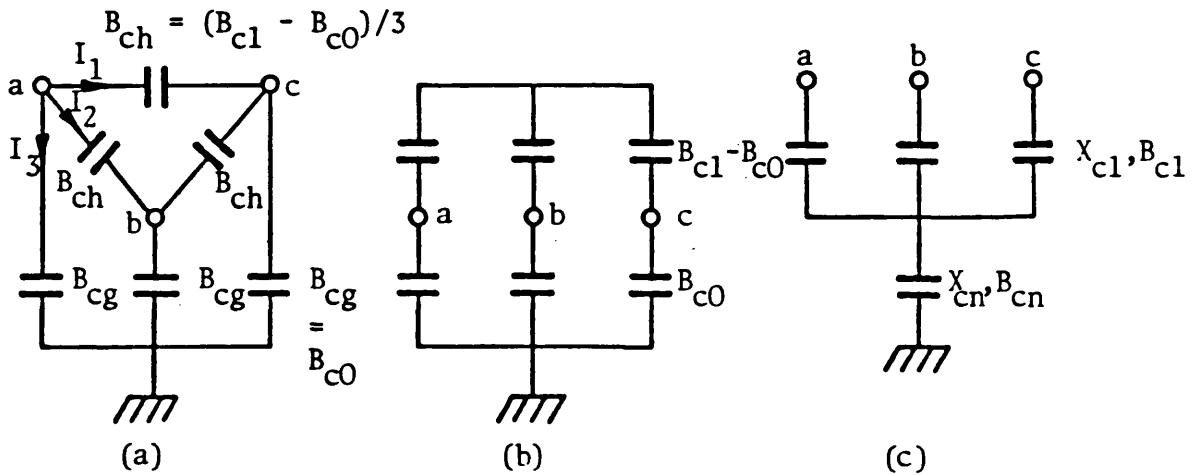 B_ch = (B_c1 - B_c0)/3
I_1
a
c
I_2
I_3
B_ch
B_ch
b
B_cg
B_cg
B_cg
=
B_c0
(a)
B_c1-B_c0
a
b
c
B_c0
(b)
a
b
c
X_c1, B_c1
X_cn, B_cn
(c)